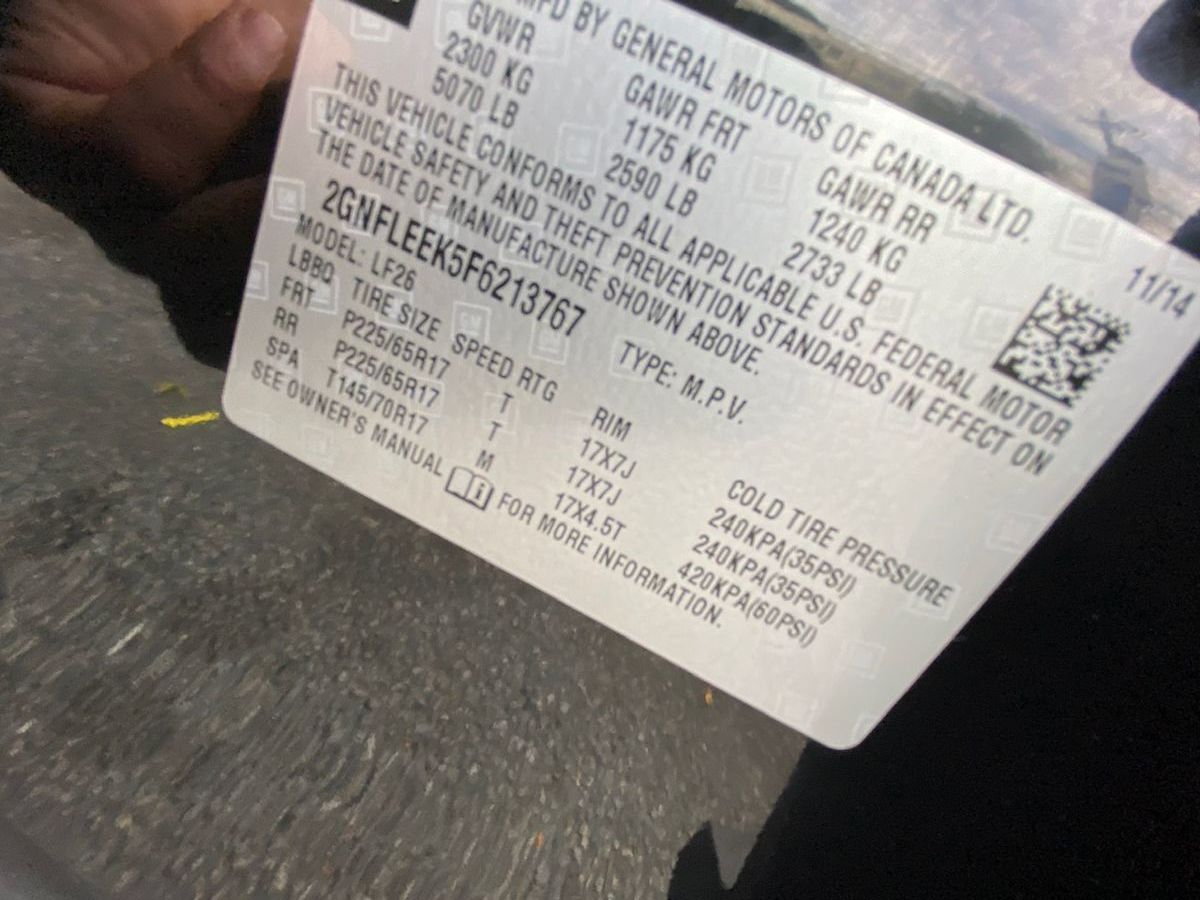 MFD BY GENERAL MOTORS OF CANADA LTD.
11/14
GVWR GAWR FRT GAWR RR
2300 KG 1175 KG 1240 KG
5070 LB 2590 LB 2733 LB
THIS VEHICLE CONFORMS TO ALL APPLICABLE U.S. FEDERAL MOTOR
VEHICLE SAFETY AND THEFT PREVENTION STANDARDS IN EFFECT ON
THE DATE OF MANUFACTURE SHOWN ABOVE.
2GNFLEEK5F6213767 TYPE: M.P.V.
MODEL: LF26
LBBQ TIRE SIZE SPEED RTG RIM COLD TIRE PRESSURE
FRT P225/65R17 T 17X7J 240KPA(35PSI)
RR P225/65R17 T 17X7J 240KPA(35PSI)
SPA T145/70R17 M 17X4.5T 420KPA(60PSI)
SEE OWNER'S MANUAL FOR MORE INFORMATION.